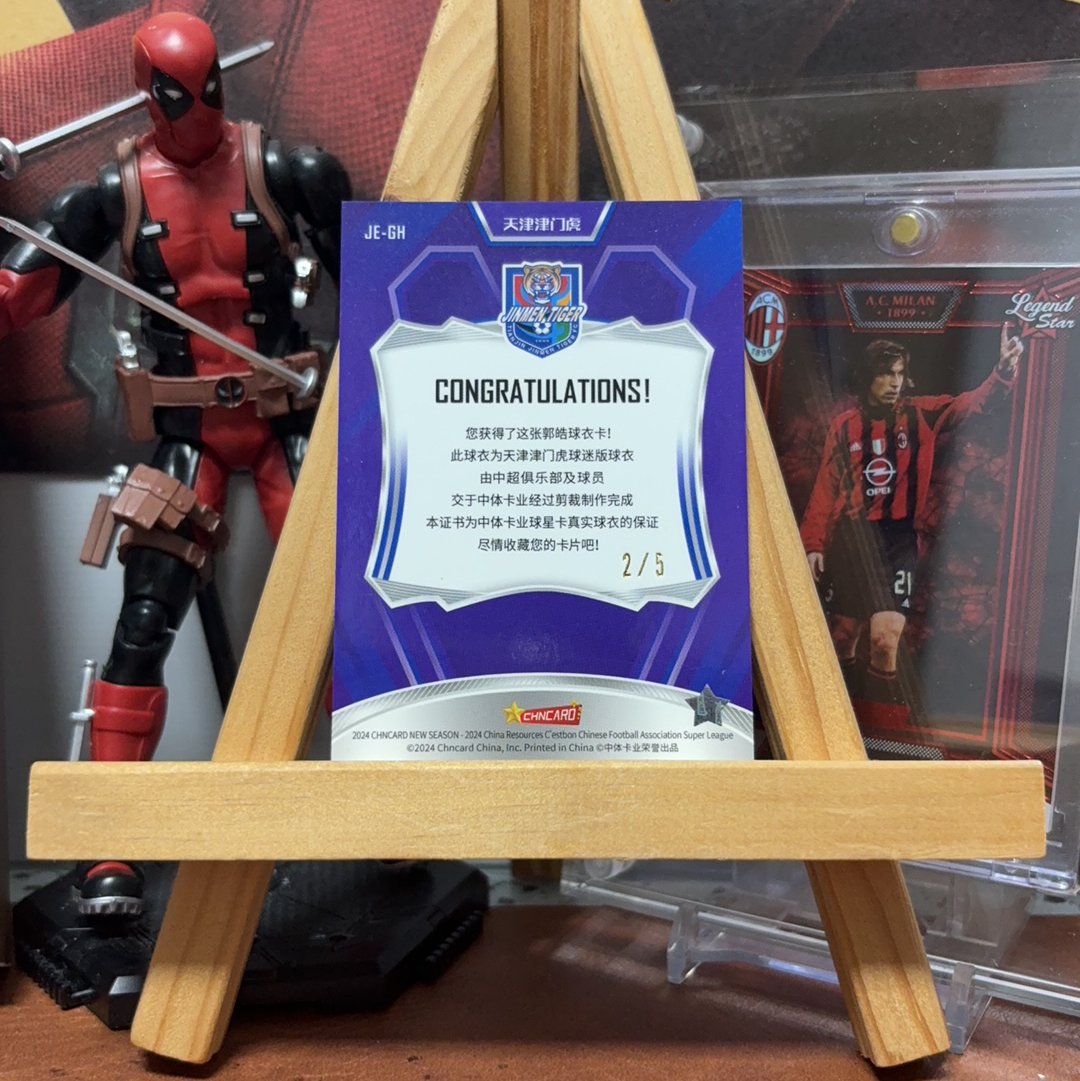 JE-GH
天津津门虎
JINMEN TIGER
TIANJIN JINMEN TIGER FC
CONGRATULATIONS!
您获得了这张郭皓球衣卡!
此球衣为天津津门虎球迷版球衣
由中超俱乐部及球员
交于中体卡业经过剪裁制作完成
本证书为中体卡业球星卡真实球衣的保证
尽情收藏您的卡片吧!
2/5
CHNCARD
2024 CHNCARD NEW SEASON - 2024 China Resources C'estbon Chinese Football Association Super League
©2024 Chncard China, Inc. Printed in China ©中体卡业荣誉出品
A.C. MILAN
1899
Legend
Star
ACM
1899
OPEL
21